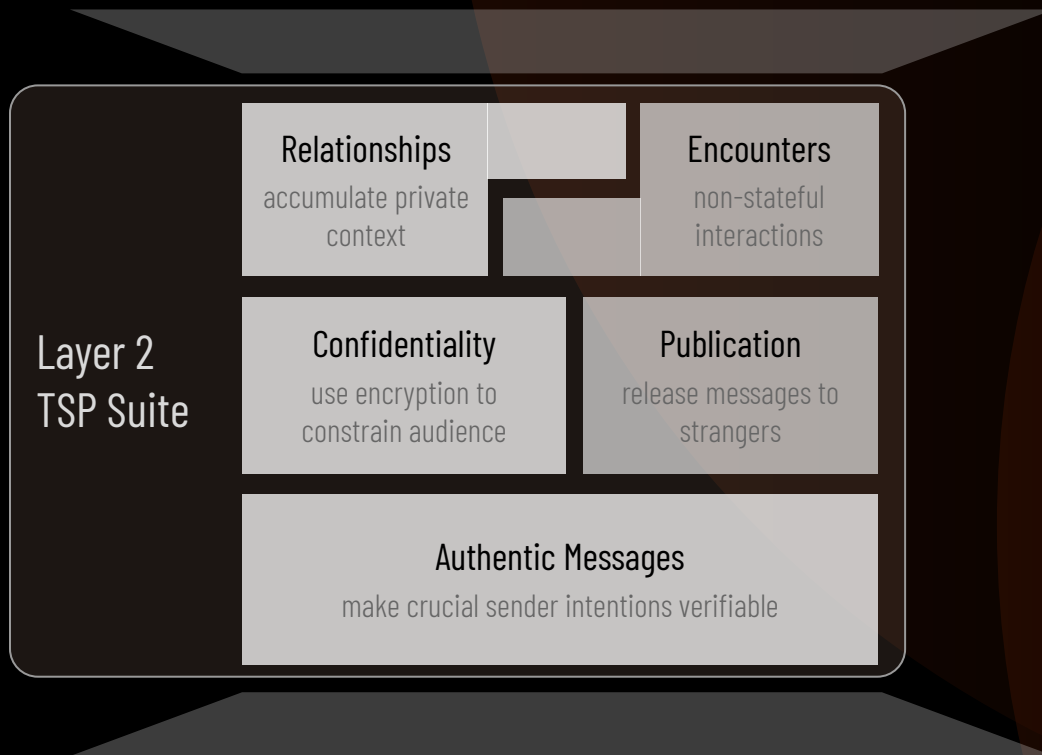 Relationships
accumulate private
context
Encounters
non-stateful
interactions
Layer 2
TSP Suite
Confidentiality
use encryption to
constrain audience
Publication
release messages to
strangers
Authentic Messages
make crucial sender intentions verifiable